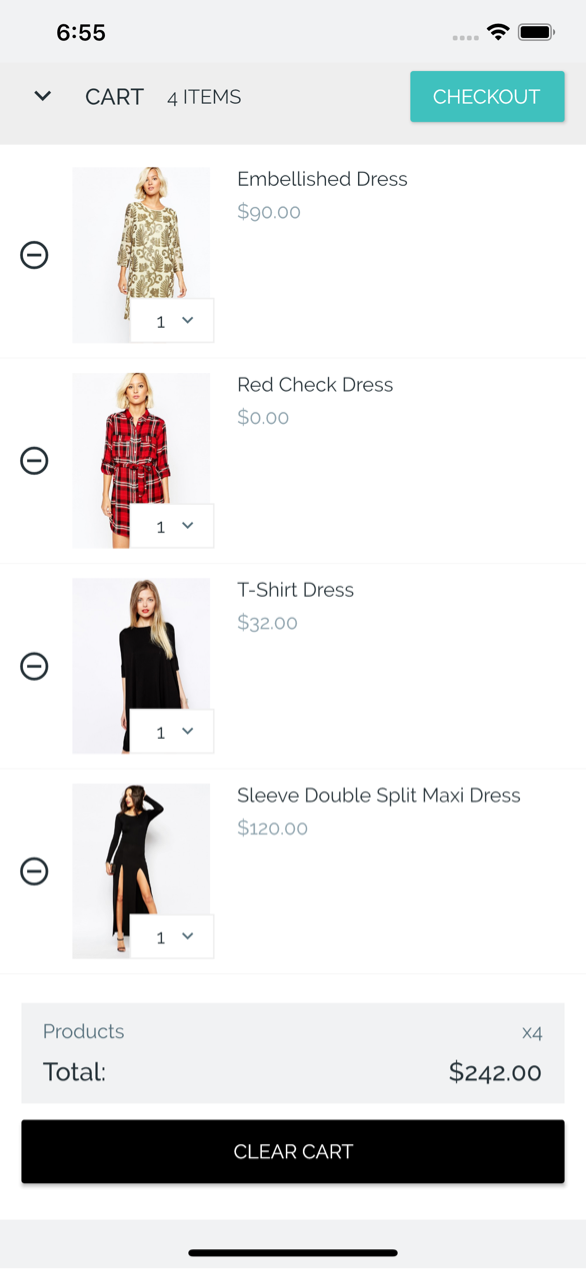 6:55
CART 4 ITEMS CHECKOUT
Embellished Dress
$90.00
1
Red Check Dress
$0.00
1
T-Shirt Dress
$32.00
1
Sleeve Double Split Maxi Dress
$120.00
1
Products x4
Total: $242.00
CLEAR CART